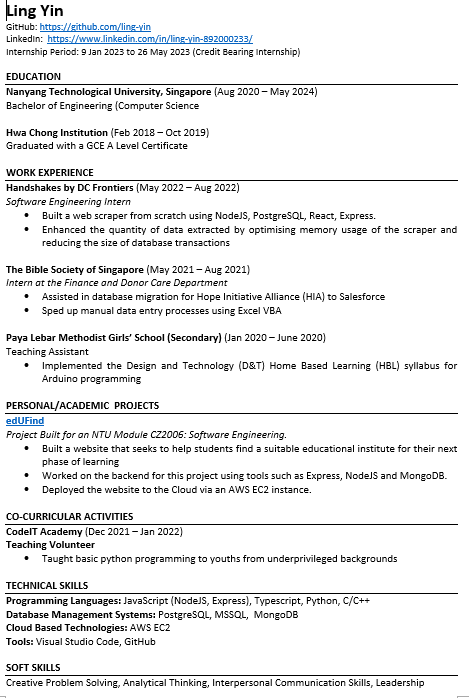 Ling Yin
GitHub: https://github.com/ling-yin
LinkedIn: https://www.linkedin.com/in/ling-yin-892000233/
Internship Period: 9 Jan 2023 to 26 May 2023 (Credit Bearing Internship)
EDUCATION
Nanyang Technological University, Singapore (Aug 2020 – May 2024)
Bachelor of Engineering (Computer Science
Hwa Chong Institution (Feb 2018 – Oct 2019)
Graduated with a GCE A Level Certificate
WORK EXPERIENCE
Handshakes by DC Frontiers (May 2022 – Aug 2022)
Software Engineering Intern
• Built a web scraper from scratch using NodeJS, PostgreSQL, React, Express.
• Enhanced the quantity of data extracted by optimising memory usage of the scraper and
reducing the size of database transactions
The Bible Society of Singapore (May 2021 – Aug 2021)
Intern at the Finance and Donor Care Department
• Assisted in database migration for Hope Initiative Alliance (HIA) to Salesforce
• Sped up manual data entry processes using Excel VBA
Paya Lebar Methodist Girls’ School (Secondary) (Jan 2020 – June 2020)
Teaching Assistant
• Implemented the Design and Technology (D&T) Home Based Learning (HBL) syllabus for
Arduino programming
PERSONAL/ACADEMIC PROJECTS
edUFind
Project Built for an NTU Module CZ2006: Software Engineering.
• Built a website that seeks to help students find a suitable educational institute for their next
phase of learning
• Worked on the backend for this project using tools such as Express, NodeJS and MongoDB.
• Deployed the website to the Cloud via an AWS EC2 instance.
CO-CURRICULAR ACTIVITIES
CodeIT Academy (Dec 2021 – Jan 2022)
Teaching Volunteer
• Taught basic python programming to youths from underprivileged backgrounds
TECHNICAL SKILLS
Programming Languages: JavaScript (NodeJS, Express), Typescript, Python, C/C++
Database Management Systems: PostgreSQL, MSSQL, MongoDB
Cloud Based Technologies: AWS EC2
Tools: Visual Studio Code, GitHub
SOFT SKILLS
Creative Problem Solving, Analytical Thinking, Interpersonal Communication Skills, Leadership